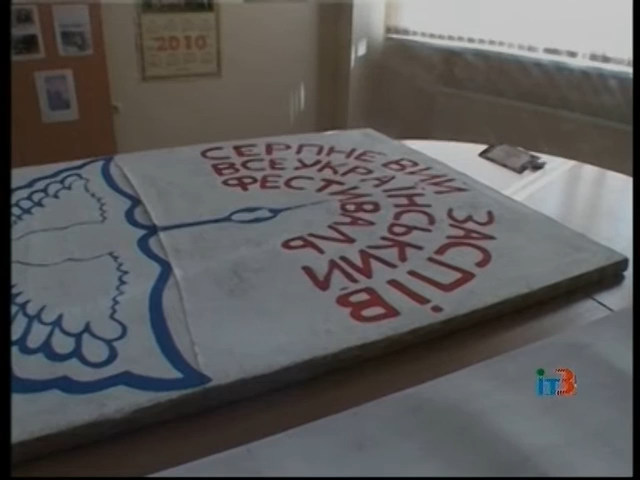 2010
СЕРПНЕВИЙ ЗАСПІВ
ВСЕУКРАЇНСЬКИЙ
ФЕСТИВАЛЬ